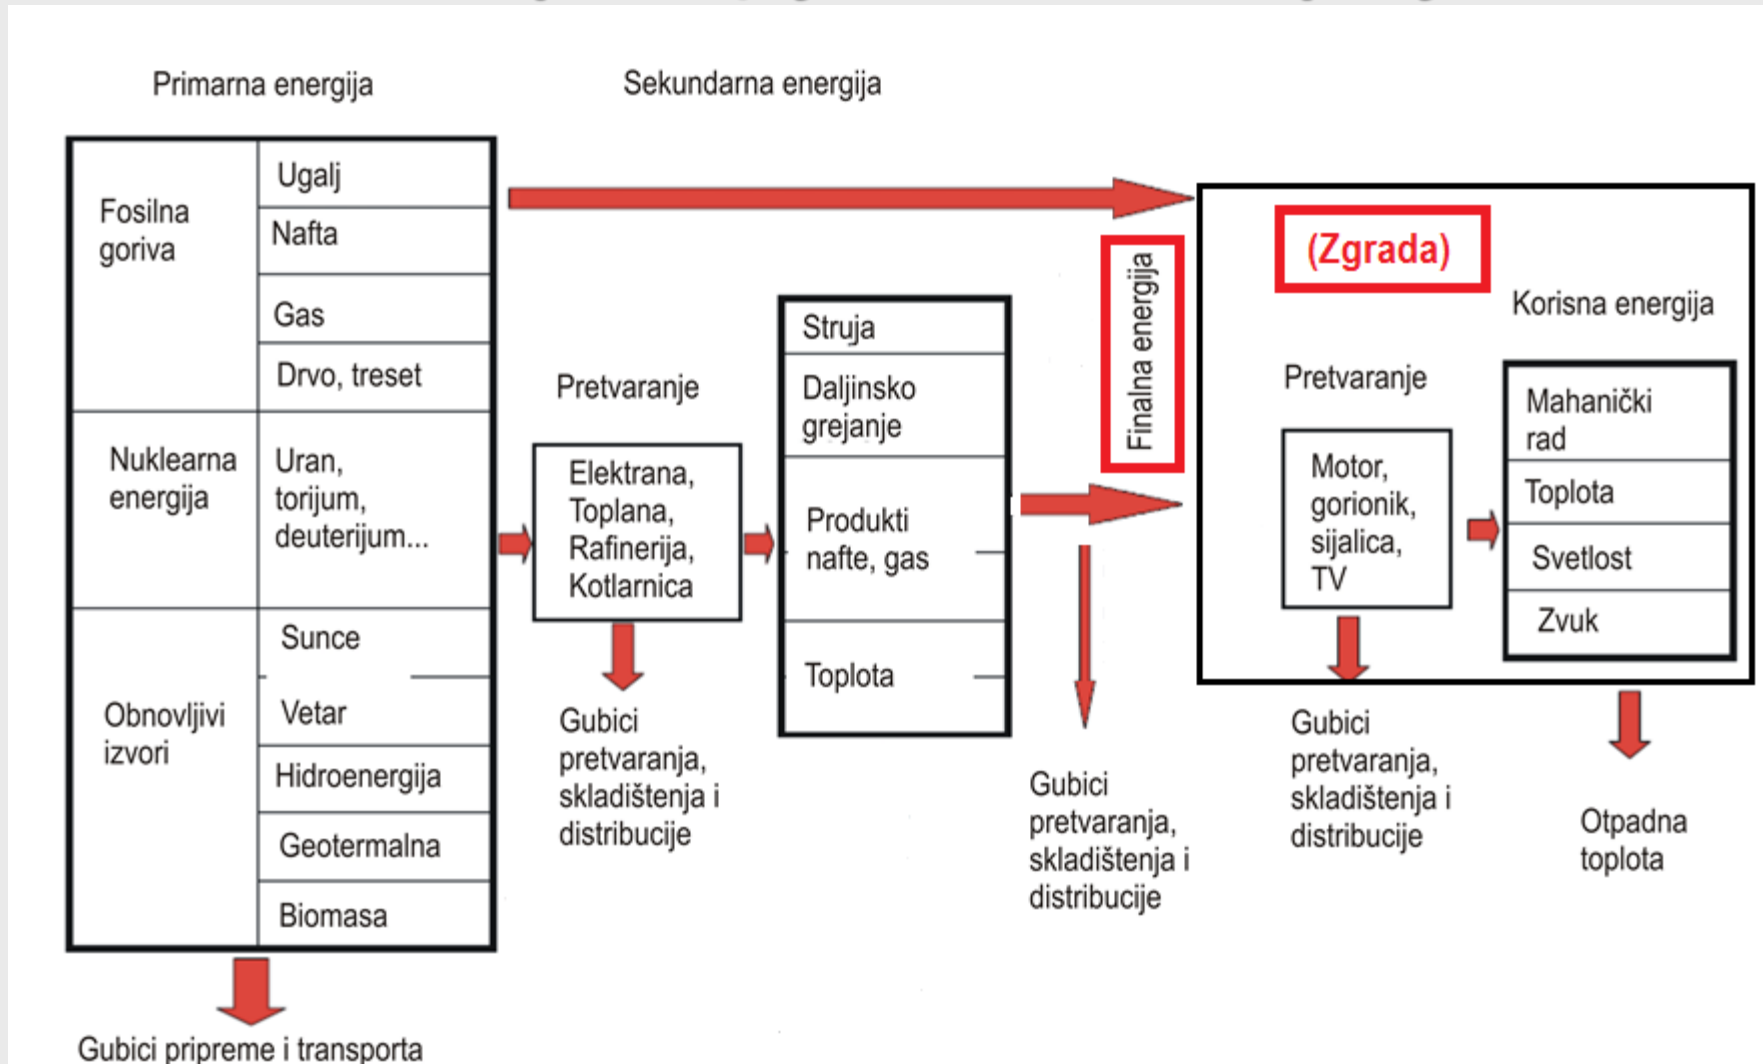 Primarna energija
Sekundarna energija
Fosilna
goriva
Ugalj
Nafta
Gas
Drvo, treset
Nuklearna
energija
Uran,
torijum,
deuterijum...
Obnovljivi
izvori
Sunce
Vetar
Hidroenergija
Geotermalna
Biomasa
Gubici pripreme i transporta
Pretvaranje
Elektrana,
Toplana,
Rafinerija,
Kotlarnica
Gubici
pretvaranja,
skladištenja i
distribucije
Struja
Daljinsko
grejanje
Produkti
nafte, gas
Toplota
Finalna energija
Gubici
pretvaranja,
skladištenja i
distribucije
(Zgrada)
Korisna energija
Pretvaranje
Motor,
gorionik,
sijalica,
TV
Mahanički
rad
Toplota
Svetlost
Zvuk
Gubici
pretvaranja,
skladištenja i
distribucije
Otpadna
toplota